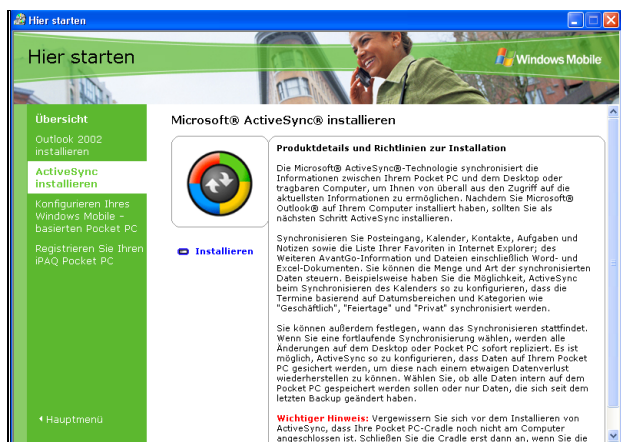 Hier starten
Hier starten
Windows Mobile
Übersicht
Outlook 2002
installieren
ActiveSync
installieren
Konfigurieren Ihres
Windows Mobile -
basierten Pocket PC
Registrieren Sie Ihren
iPAQ Pocket PC
Hauptmenü
Microsoft® ActiveSync® installieren
Installieren
Produktdetails und Richtlinien zur Installation
Die Microsoft® ActiveSync®-Technologie synchronisiert die
Informationen zwischen Ihrem Pocket PC und dem Desktop oder
tragbaren Computer, um Ihnen von überall aus den Zugriff auf die
aktuellsten Informationen zu ermöglichen. Nachdem Sie Microsoft®
Outlook® auf Ihrem Computer installiert haben, sollten Sie als
nächsten Schritt ActiveSync installieren.
Synchronisieren Sie Posteingang, Kalender, Kontakte, Aufgaben und
Notizen sowie die Liste Ihrer Favoriten in Internet Explorer; des
Weiteren AvantGo-Information und Dateien einschließlich Word- und
Excel-Dokumenten. Sie können die Menge und Art der synchronisierten
Daten steuern. Beispielsweise haben Sie die Möglichkeit, ActiveSync
beim Synchronisieren des Kalenders so zu konfigurieren, dass die
Termine basierend auf Datumsbereichen und Kategorien wie
"Geschäftlich", "Feiertage" und "Privat" synchronisiert werden.
Sie können außerdem festlegen, wann das Synchronisieren stattfindet.
Wenn Sie eine fortlaufende Synchronisierung wählen, werden alle
Änderungen auf dem Desktop oder Pocket PC sofort repliziert. Es ist
möglich, ActiveSync so zu konfigurieren, dass Daten auf Ihrem Pocket
PC gesichert werden, um diese nach einem etwaigen Datenverlust
wiederherstellen zu können. Wählen Sie, ob alle Daten intern auf dem
Pocket PC gespeichert werden sollen oder nur Daten, die sich seit dem
letzten Backup geändert haben.
Wichtiger Hinweis: Vergewissern Sie sich vor dem Installieren von
ActiveSync, dass Ihre Pocket PC-Cradle noch nicht am Computer
angeschlossen ist. Schließen Sie die Cradle erst dann an, wenn Sie die